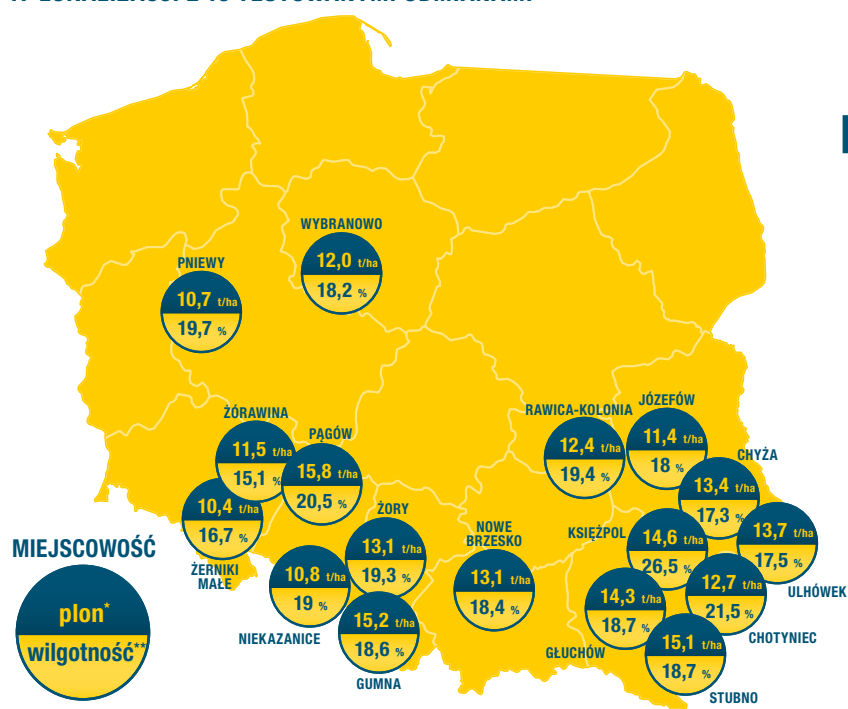 WYBRANOWO
12,0 t/ha
18,2 %
PNIEWY
10,7 t/ha
19,7 %
ŻÓRAWINA
11,5 t/ha
15,1 %
PĄGÓW
15,8 t/ha
20,5 %
10,4 t/ha
16,7 %
ŻERNIKI
MAŁE
ŻORY
13,1 t/ha
19,3 %
10,8 t/ha
19 %
NIEKAZANICE
15,2 t/ha
18,6 %
GUMNA
NOWE
BRZESKO
13,1 t/ha
18,4 %
RAWICA-KOLONIA
12,4 t/ha
19,4 %
JÓZEFÓW
11,4 t/ha
18 %
CHYŻA
13,4 t/ha
17,3 %
KSIĘŻPOL
14,6 t/ha
26,5 %
13,7 t/ha
17,5 %
ULHÓWEK
12,7 t/ha
21,5 %
CHOTYNIEC
14,3 t/ha
18,7 %
GŁUCHÓW
15,1 t/ha
18,7 %
STUBNO
MIEJSCOWOŚĆ
plon*
wilgotność**